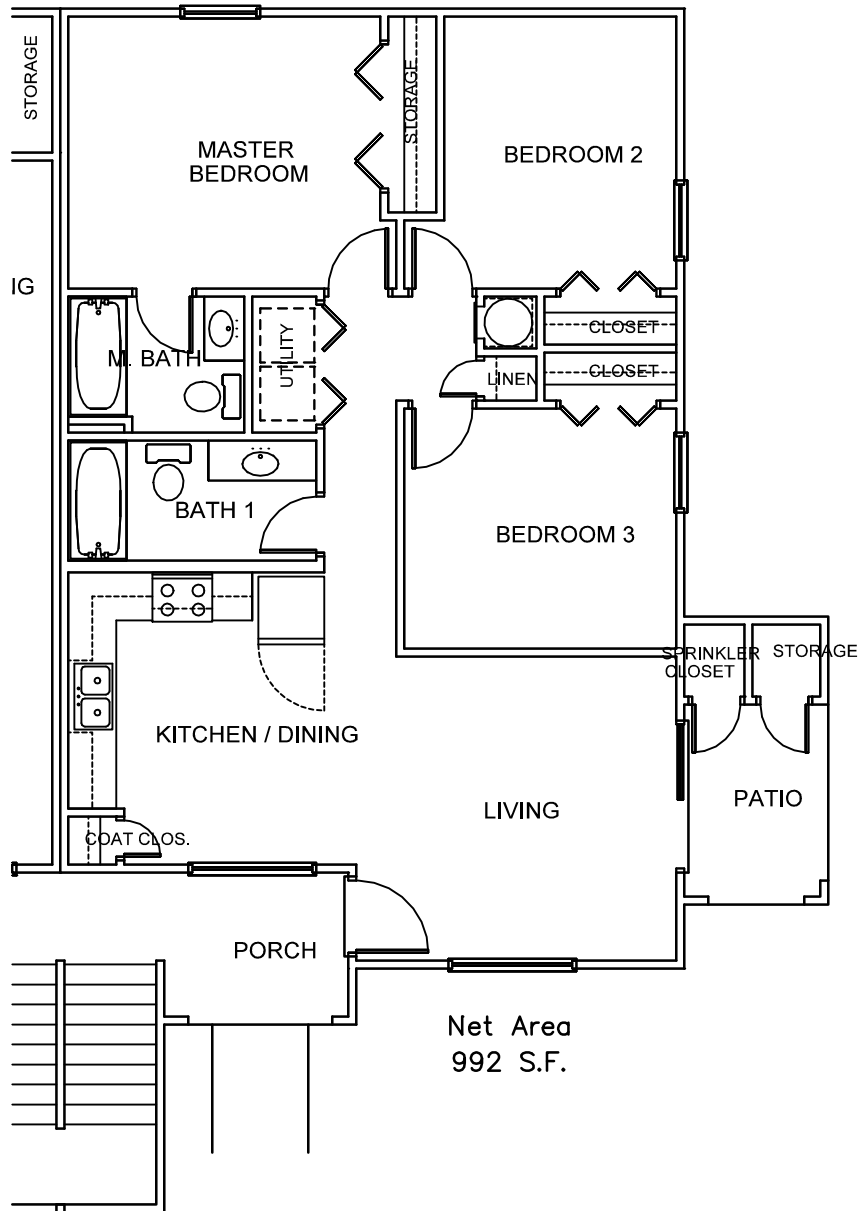 STORAGE
STORAGE
MASTER
BEDROOM
BEDROOM 2
IG
CLOSET
UTILITY
M. BATH
LINEN
CLOSET
BATH 1
BEDROOM 3
SPRINKLER
CLOSET
STORAGE
KITCHEN / DINING
LIVING
PATIO
COAT CLOS.
PORCH
Net Area
992 S.F.